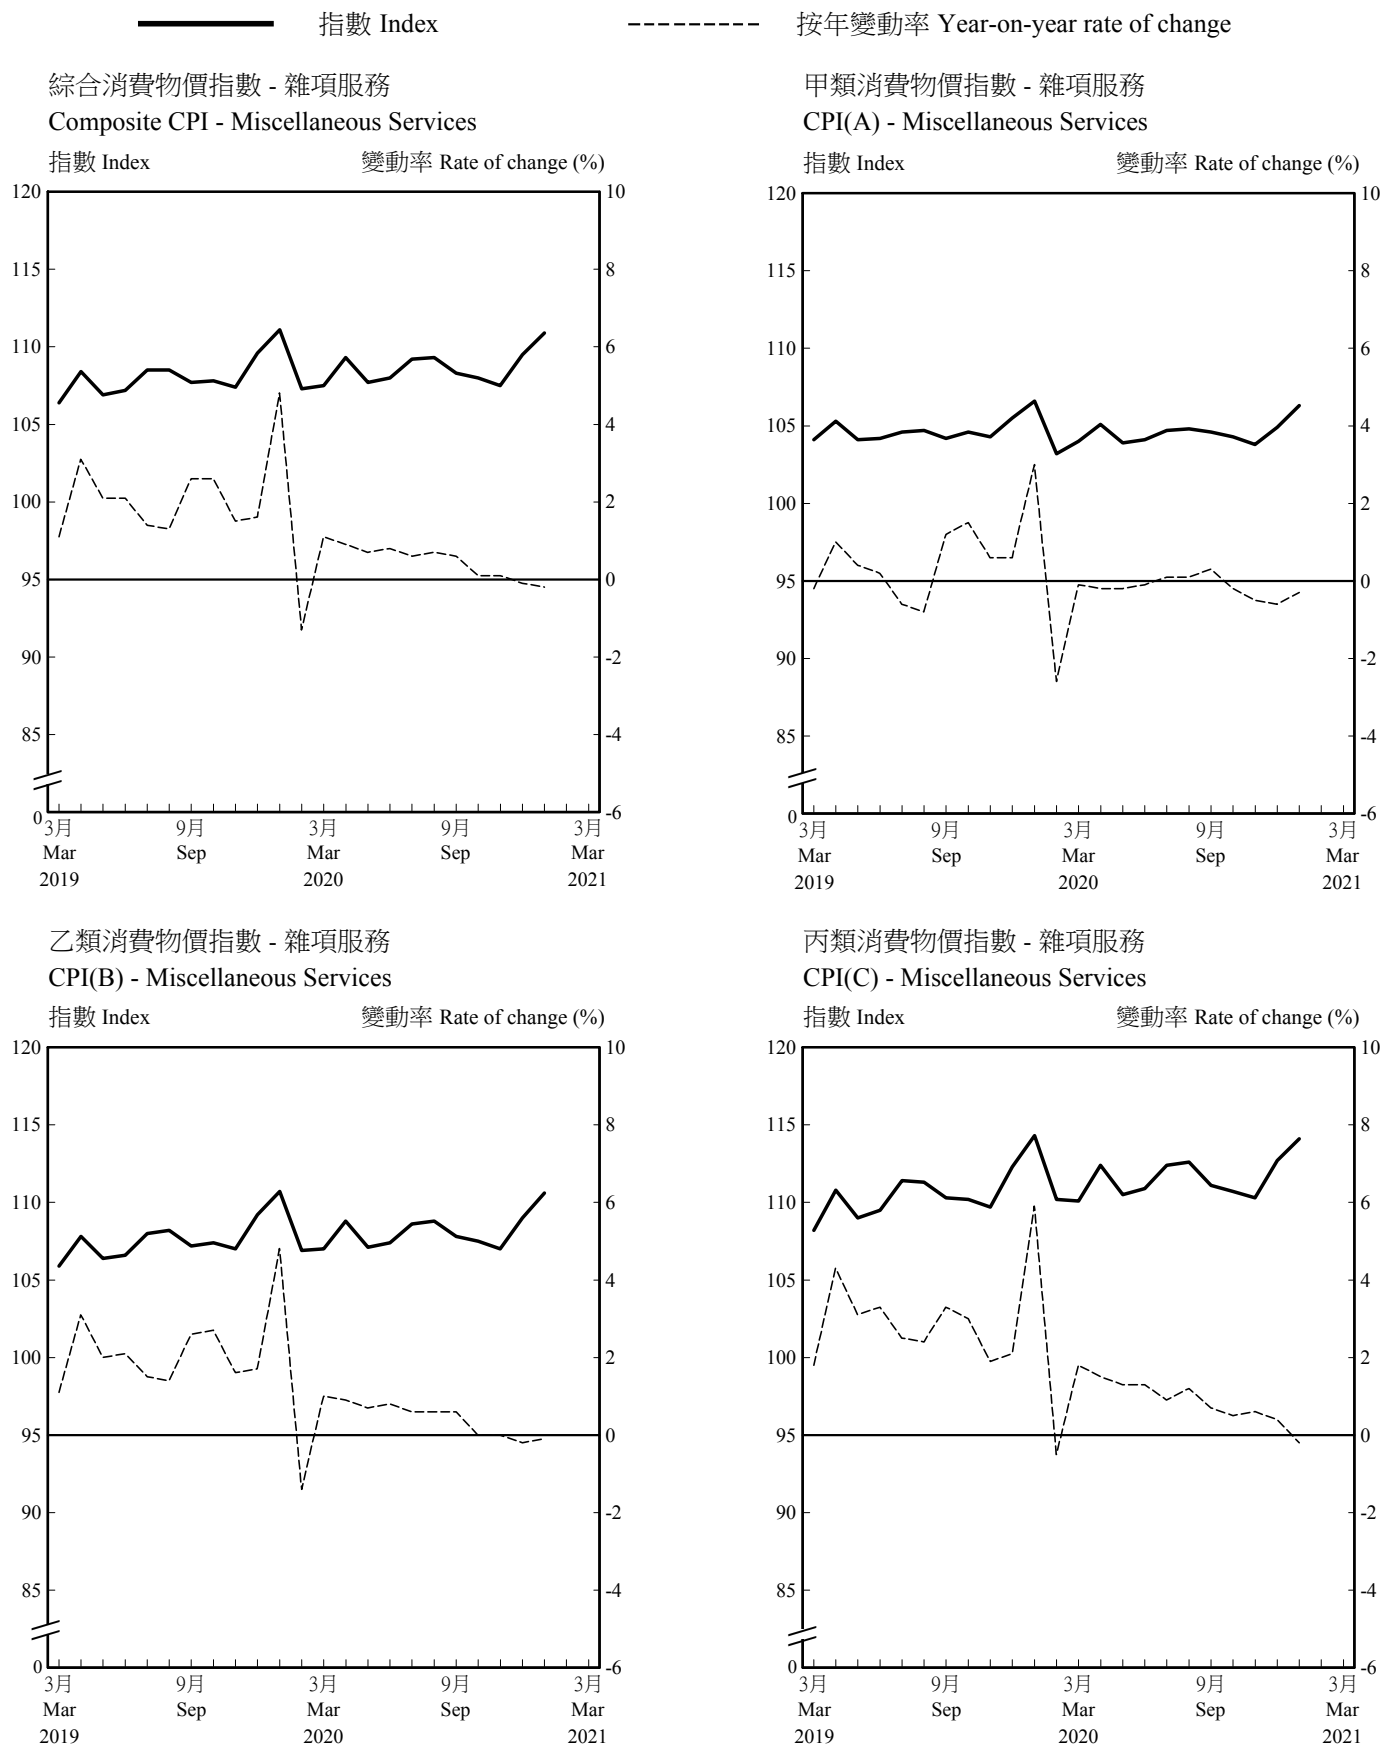 指數 Index
按年變動率 Year-on-year rate of change
綜合消費物價指數 - 雜項服務
Composite CPI - Miscellaneous Services
指數 Index 變動率 Rate of change (%)
120 10
115 8
110 6
105 4
100 2
95 0
90 -2
85 -4
0 -6
3月 9月 3月 9月 3月
Mar Sep Mar Sep Mar
2019 2020 2021
甲類消費物價指數 - 雜項服務
CPI(A) - Miscellaneous Services
指數 Index 變動率 Rate of change (%)
120 10
115 8
110 6
105 4
100 2
95 0
90 -2
85 -4
0 -6
3月 9月 3月 9月 3月
Mar Sep Mar Sep Mar
2019 2020 2021
乙類消費物價指數 - 雜項服務
CPI(B) - Miscellaneous Services
指數 Index 變動率 Rate of change (%)
120 10
115 8
110 6
105 4
100 2
95 0
90 -2
85 -4
0 -6
3月 9月 3月 9月 3月
Mar Sep Mar Sep Mar
2019 2020 2021
丙類消費物價指數 - 雜項服務
CPI(C) - Miscellaneous Services
指數 Index 變動率 Rate of change (%)
120 10
115 8
110 6
105 4
100 2
95 0
90 -2
85 -4
0 -6
3月 9月 3月 9月 3月
Mar Sep Mar Sep Mar
2019 2020 2021